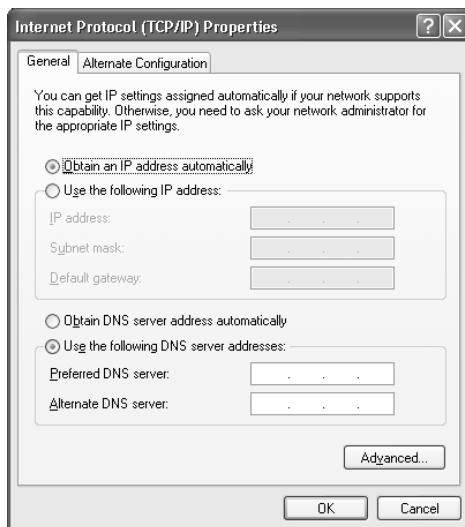 Internet Protocol (TCP/IP) Properties
General
Alternate Configuration
You can get IP settings assigned automatically if your network supports
this capability. Otherwise, you need to ask your network administrator for
the appropriate IP settings.
Obtain an IP address automatically
Use the following IP address:
IP address:
Subnet mask:
Default gateway:
Obtain DNS server address automatically
Use the following DNS server addresses:
Preferred DNS server:
Alternate DNS server:
Advanced...
OK
Cancel